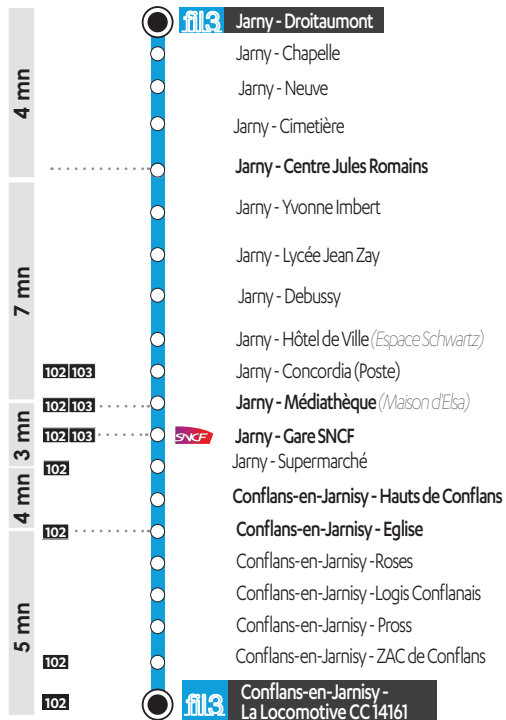 fil3 Jarny - Droitaumont
Jarny - Chapelle
4 mn
Jarny - Neuve
Jarny - Cimetière
Jarny - Centre Jules Romains
Jarny - Yvonne Imbert
Jarny - Lycée Jean Zay
7 mn
Jarny - Debussy
Jarny - Hôtel de Ville (Espace Schwartz)
102 103 Jarny - Concordia (Poste)
102 103 Jarny - Médiathèque (Maison d'Elsa)
3 mn
102 103 SNCF Jarny - Gare SNCF
102 Jarny - Supermarché
4 mn
Conflans-en-Jarnisy - Hauts de Conflans
102 Conflans-en-Jarnisy - Eglise
Conflans-en-Jarnisy -Roses
Conflans-en-Jarnisy -Logis Conflanais
5 mn
Conflans-en-Jarnisy - Pross
102 Conflans-en-Jarnisy - ZAC de Conflans
102 fil3 Conflans-en-Jarnisy -
La Locomotive CC 14161